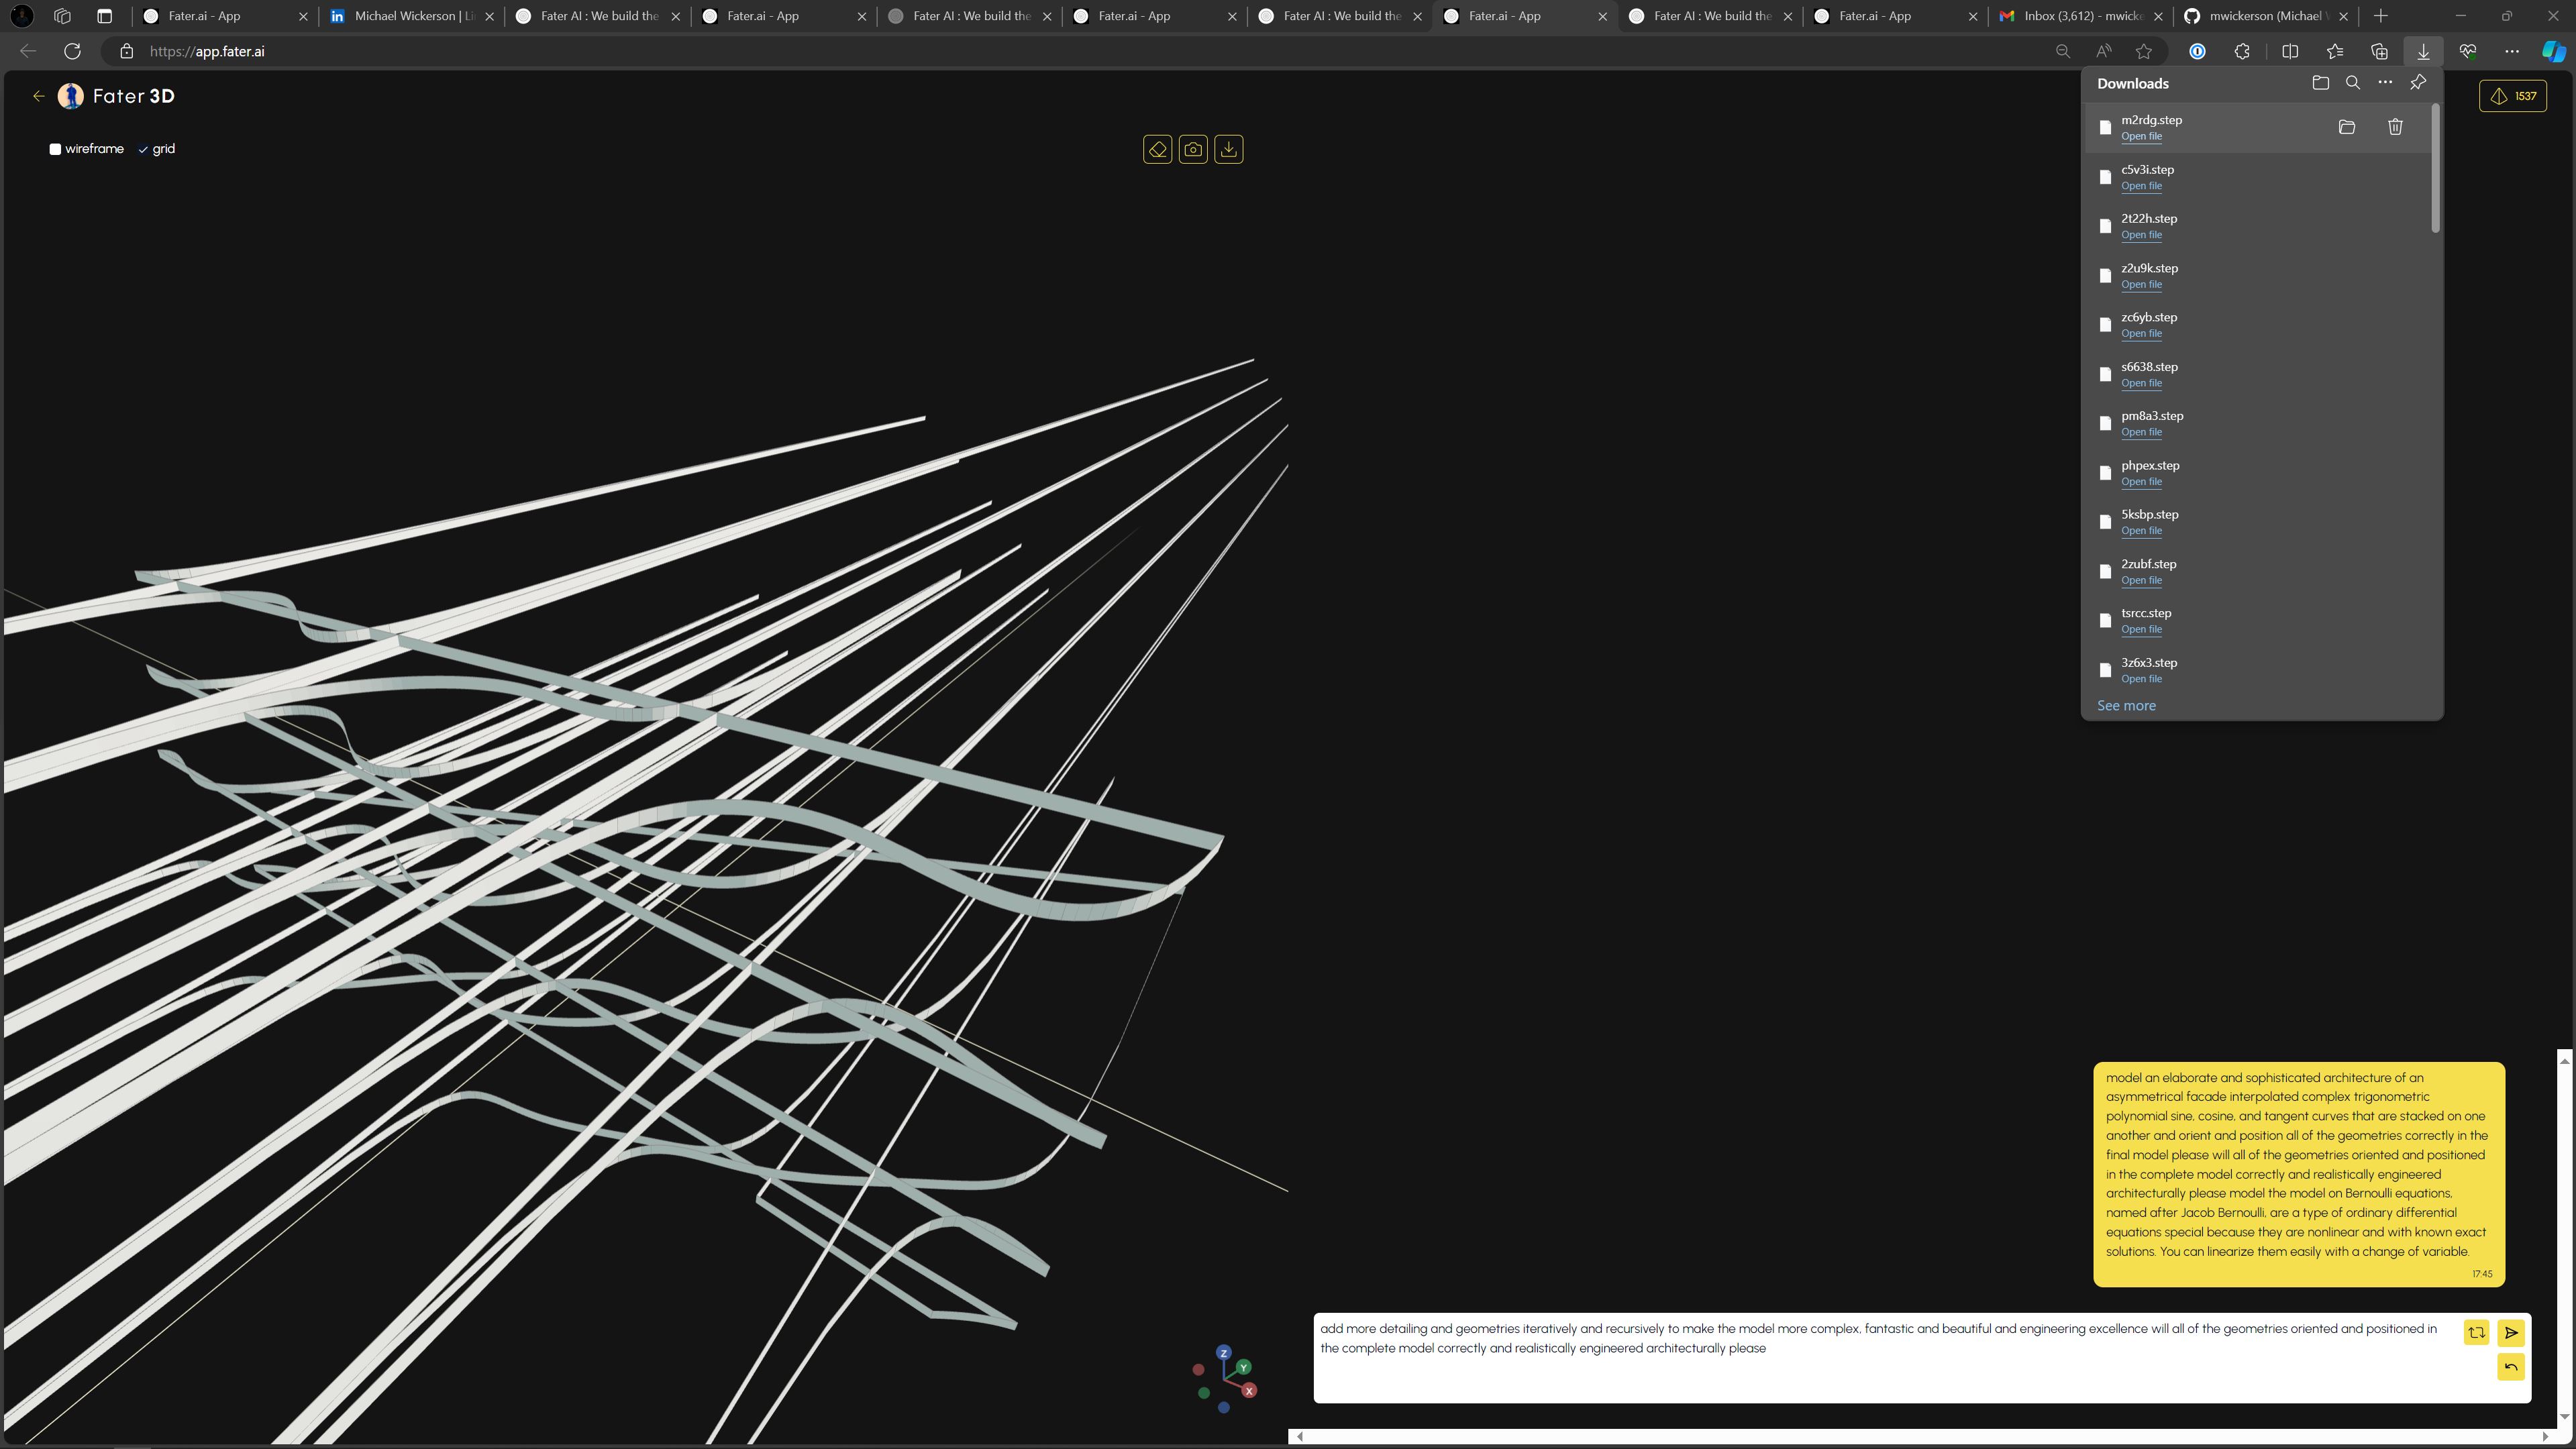 Fater.ai - App
Michael Wickerson | Li
Fater AI : We build the
Fater.ai - App
Fater AI : We build the
Fater.ai - App
Fater AI : We build the
Fater.ai - App
Fater AI : We build the
Fater.ai - App
Inbox (3,612) - mwicke
mwickerson (Michael
https://app.fater.ai
Fater 3D
wireframe
grid
Downloads
1537
m2rdg.step
Open file
c5v3i.step
Open file
2t22h.step
Open file
z2u9k.step
Open file
zc6yb.step
Open file
s6638.step
Open file
pm8a3.step
Open file
phpex.step
Open file
5ksbp.step
Open file
2zubf.step
Open file
tsrcc.step
Open file
3z6x3.step
Open file
See more
model an elaborate and sophisticated architecture of an
asymmetrical facade interpolated complex trigonometric
polynomial sine, cosine, and tangent curves that are stacked on one
another and orient and position all of the geometries correctly in the
final model please will all of the geometries oriented and positioned
in the complete model correctly and realistically engineered
architecturally please model the model on Bernoulli equations,
named after Jacob Bernoulli, are a type of ordinary differential
equations special because they are nonlinear and with known exact
solutions. You can linearize them easily with a change of variable.
17:45
add more detailing and geometries iteratively and recursively to make the model more complex, fantastic and beautiful and engineering excellence will all of the geometries oriented and positioned in
the complete model correctly and realistically engineered architecturally please
Z
Y
X